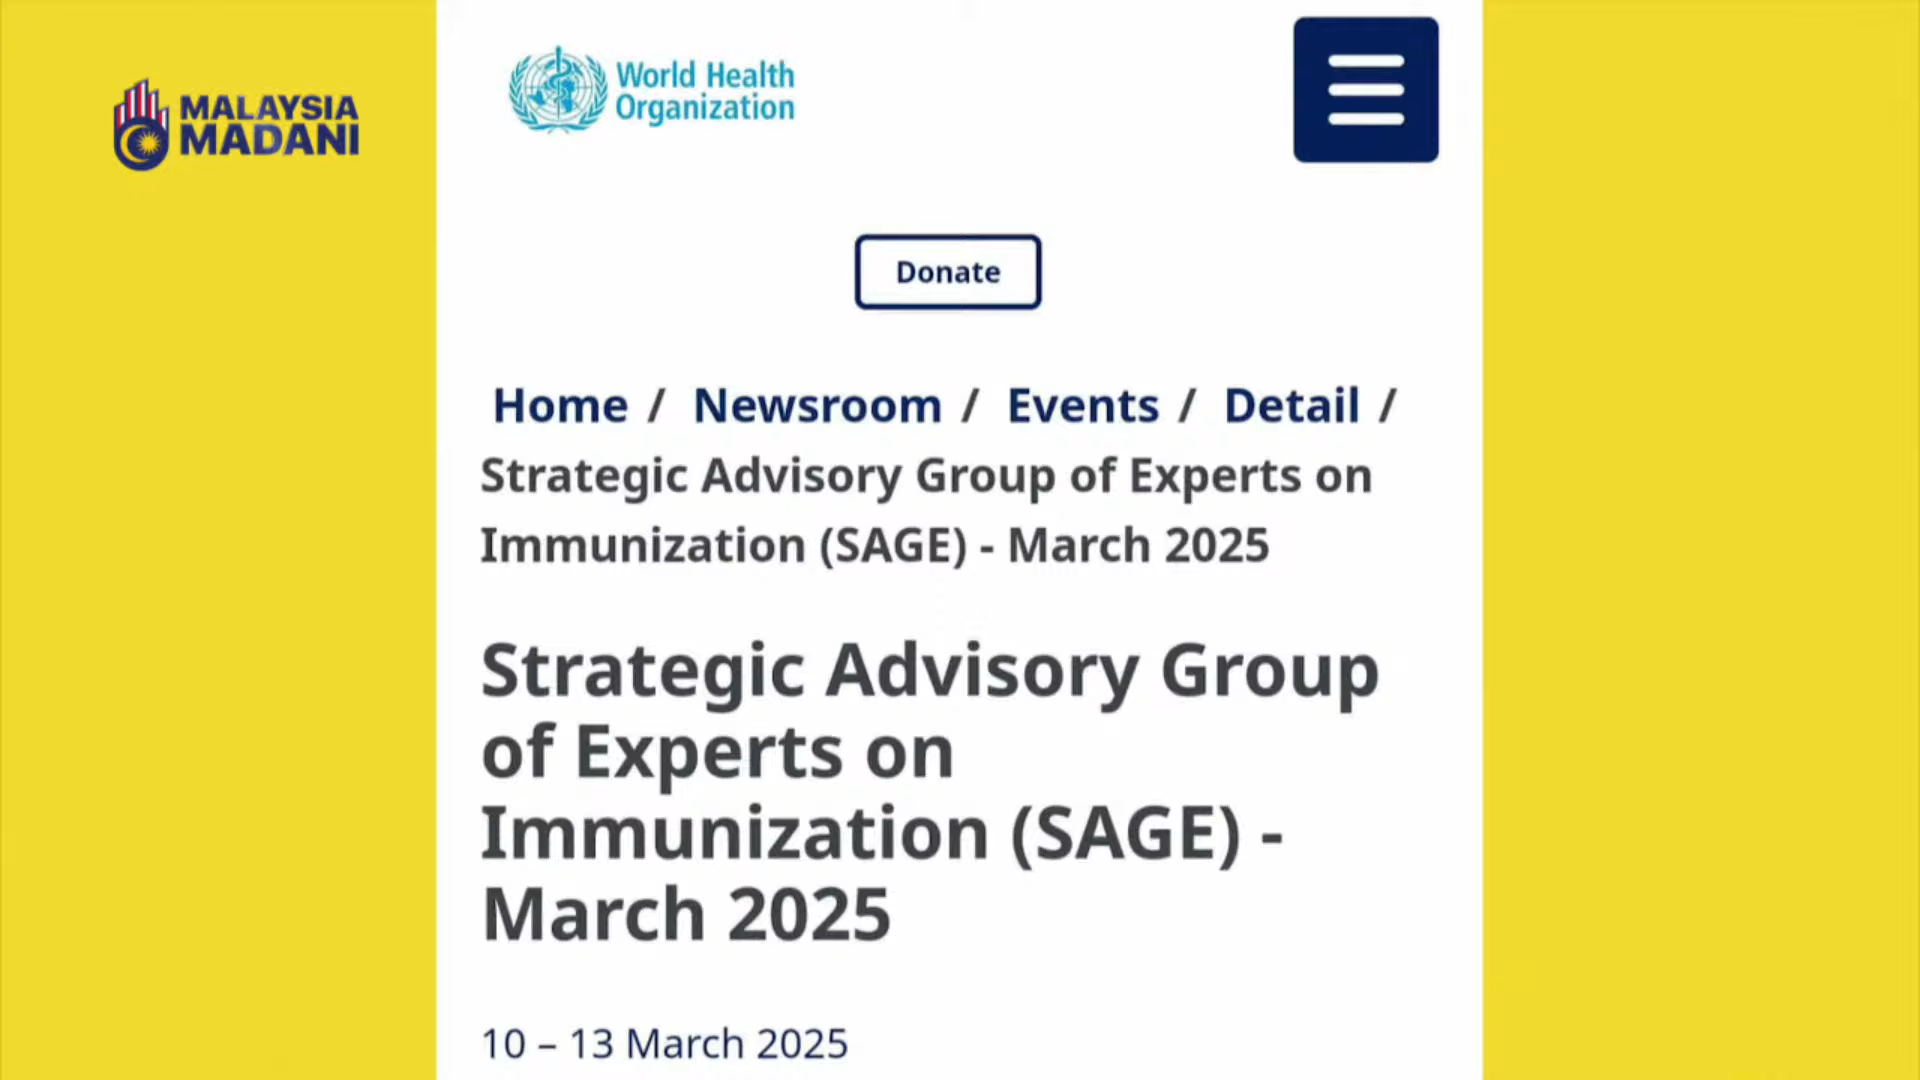 MALAYSIA
MADANI
World Health
Organization
Donate
Home / Newsroom / Events / Detail /
Strategic Advisory Group of Experts on
Immunization (SAGE) - March 2025
Strategic Advisory Group
of Experts on
Immunization (SAGE) -
March 2025
10 – 13 March 2025